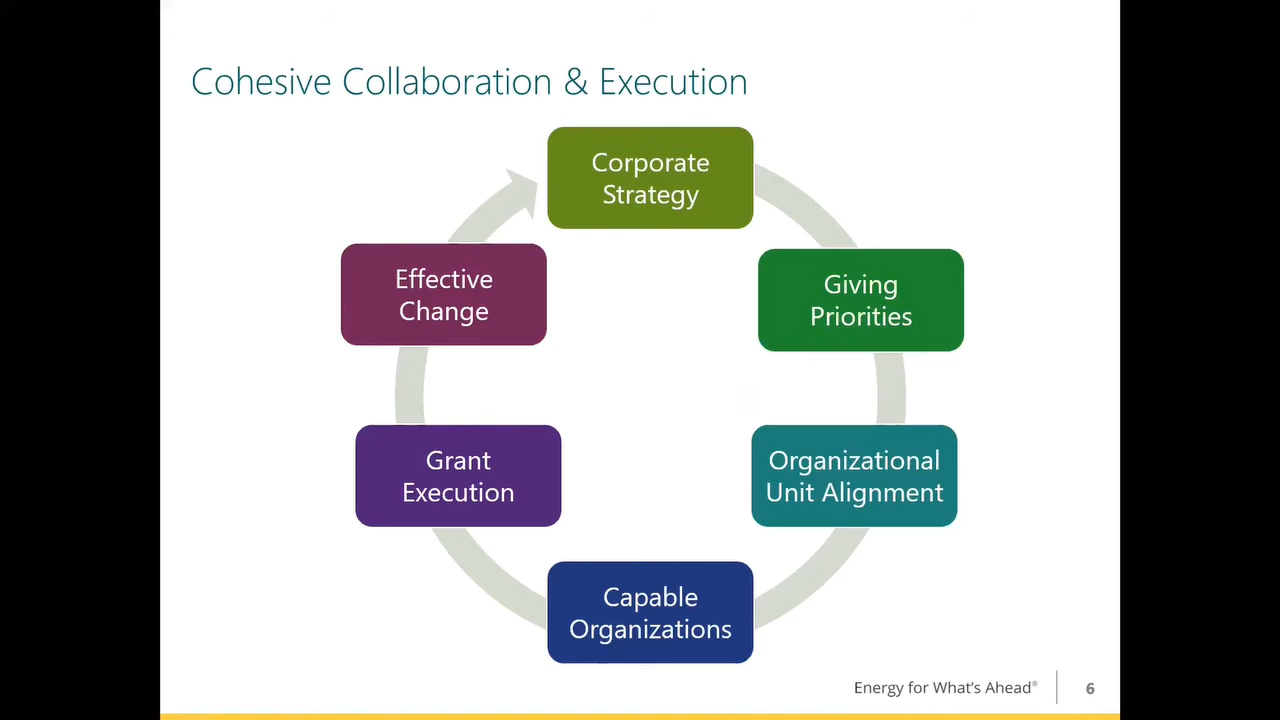 Cohesive Collaboration & Execution
Corporate
Strategy
Giving
Priorities
Organizational
Unit Alignment
Capable
Organizations
Grant
Execution
Effective
Change
Energy for What's Ahead®
6